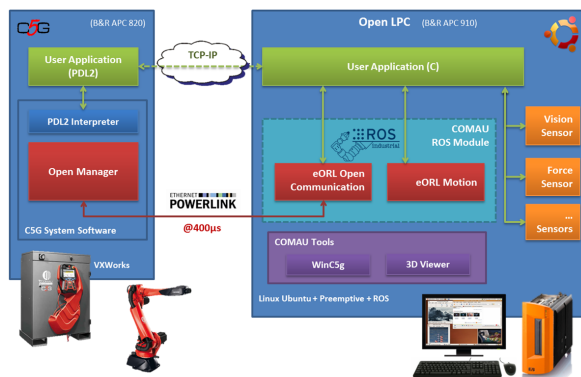 C5G
(B&R APC 820)
User Application
(PDL2)
PDL2 Interpreter
Open Manager
C5G System Software
VXWorks
TCP-IP
ETHERNET
POWERLINK
@400µs
Open LPC (B&R APC 910)
User Application (C)
ROS
Industrial
COMAU
ROS Module
eORL Open
Communication
eORL Motion
COMAU Tools
WinC5g
3D Viewer
Linux Ubuntu + Preemptive + ROS
Vision
Sensor
Force
Sensor
...
Sensors